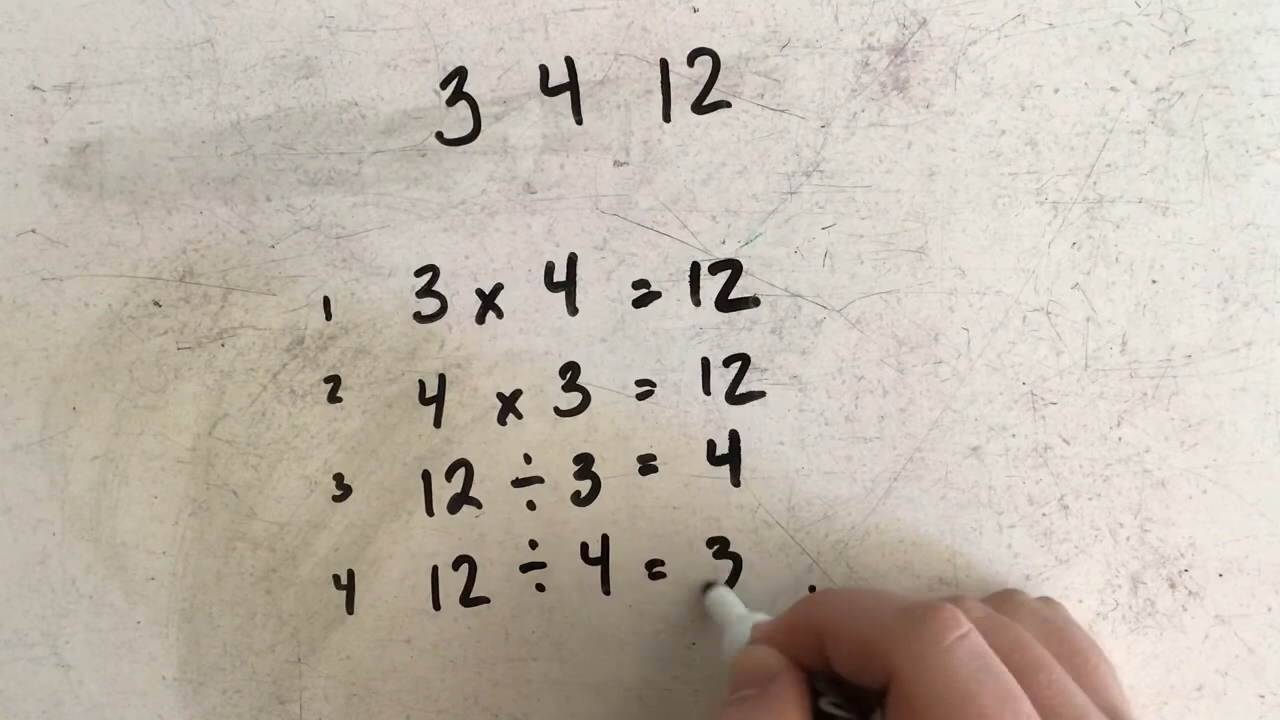 3 4 12
1 3 x 4 = 12
2 4 x 3 = 12
3 12 ÷ 3 = 4
4 12 ÷ 4 = 3